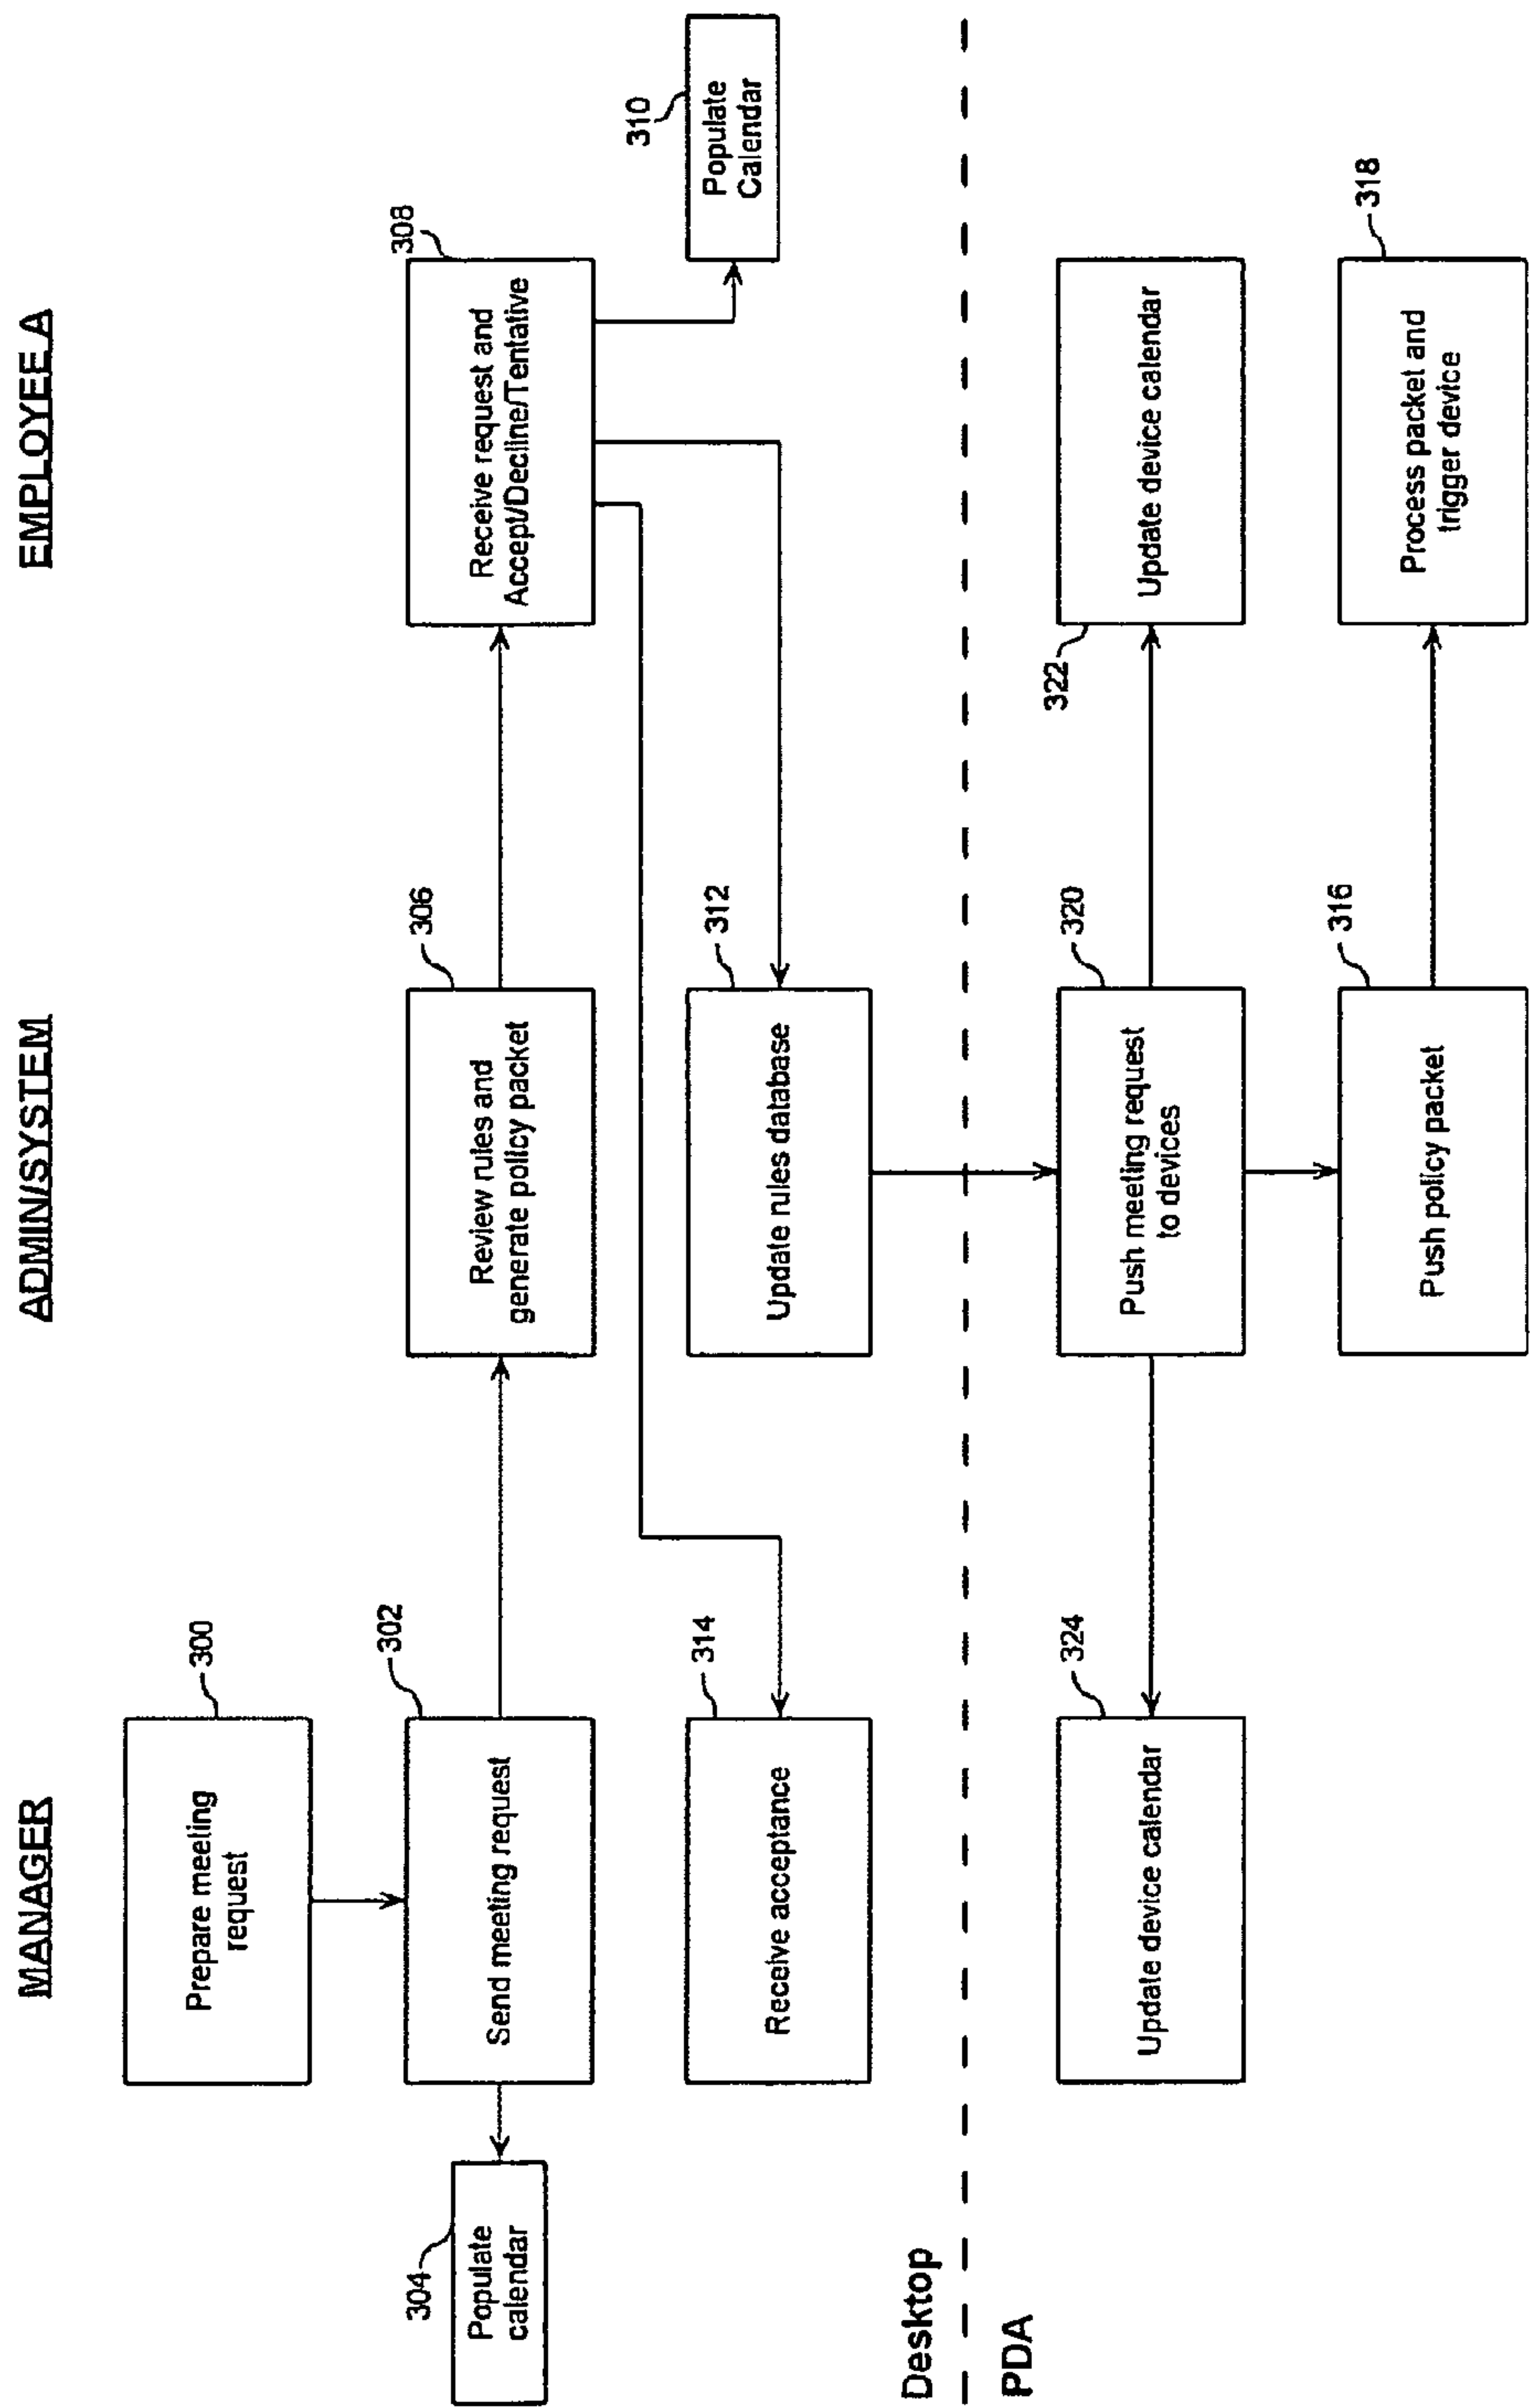 MANAGER
ADMIN/SYSTEM
EMPLOYEE A
300
Prepare meeting
request
302
Send meeting request
304
Populate
calendar
306
Review rules and
generate policy packet
308
Receive request and
Accept/Decline/Tentative
310
Populate
Calendar
314
Receive acceptance
312
Update rules database
Desktop
PDA
324
Update device calendar
320
Push meeting request
to devices
322
Update device calendar
316
Push policy packet
318
Process packet and
trigger device